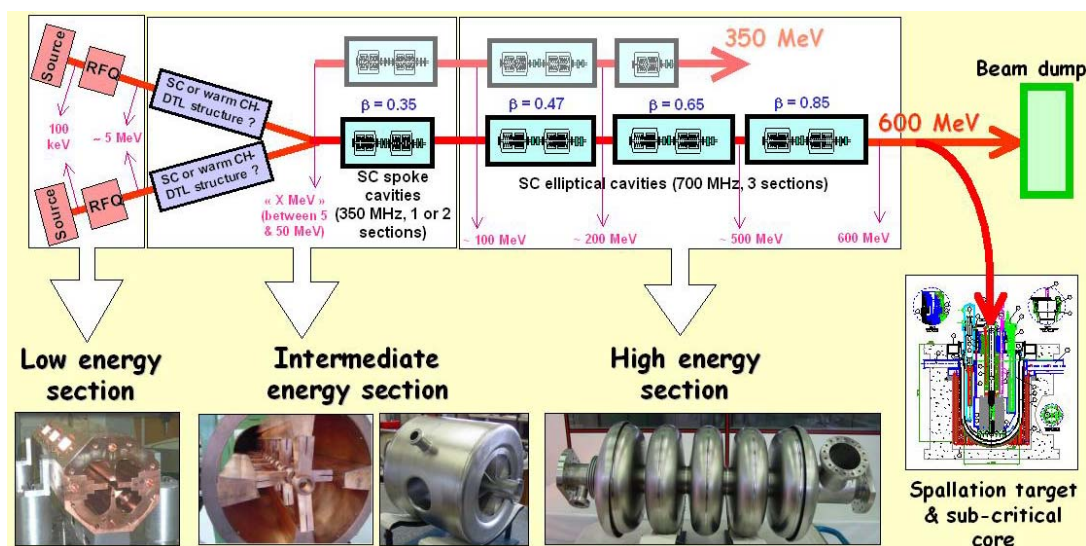 Source
RFQ
SC or warm CH-
DTL structure ?
100
keV
~ 5 MeV
Source
RFQ
SC or warm CH-
DTL structure ?
350 MeV
β = 0.35
β = 0.47
β = 0.65
β = 0.85
600 MeV
Beam dump
SC spoke
cavities
(350 MHz, 1 or 2
sections)
SC elliptical cavities (700 MHz, 3 sections)
« X MeV »
(between 5
& 50 MeV)
~ 100 MeV
~ 200 MeV
~ 500 MeV
600 MeV
Low energy
section
Intermediate
energy section
High energy
section
Spallation target
& sub-critical
core